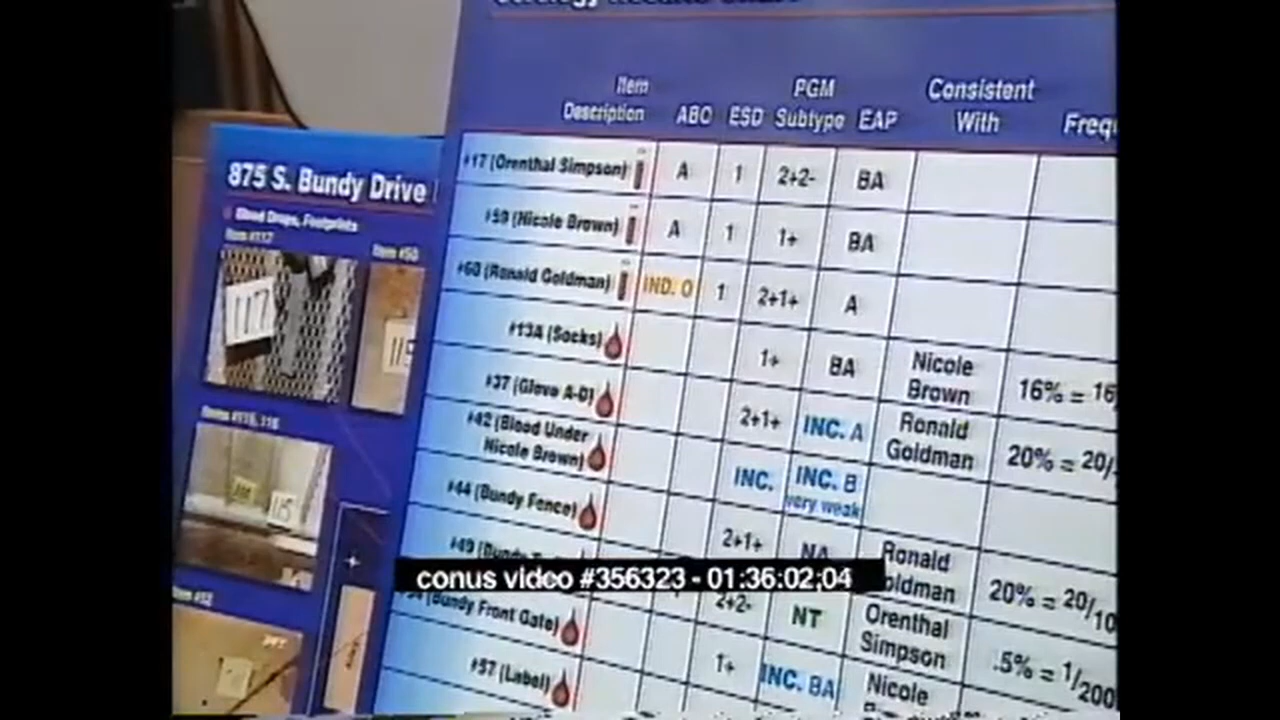 Item
Description
ABO
ESD
PGM
Subtype
EAP
Consistent
With
875 S. Bundy Drive
Blood Drops, Footprints
Item #117
Item #50
117
115
Items #115, 116
115
Item #52
#17 (Orenthal Simpson) A 1 2+2- BA
#59 (Nicole Brown) A 1 1+ BA
#60 (Ronald Goldman) IND. O 1 2+1+ A
#13A (Socks) 1+ BA Nicole
Brown 16% = 16
#37 (Glove A-D) 2+1+ INC. A Ronald
Goldman 20% = 20/
#42 (Blood Under
Nicole Brown) INC. INC. B
very weak
#44 (Bundy Fence) 2+1+ NA Ronald
Goldman 20% = 20/10
#49
(Bundy Front Gate) 2+2- NT Orenthal
Simpson .5% = 1/200
#57 (Label) 1+ INC. BA Nicole
conus video #356323 - 01:36:02;04